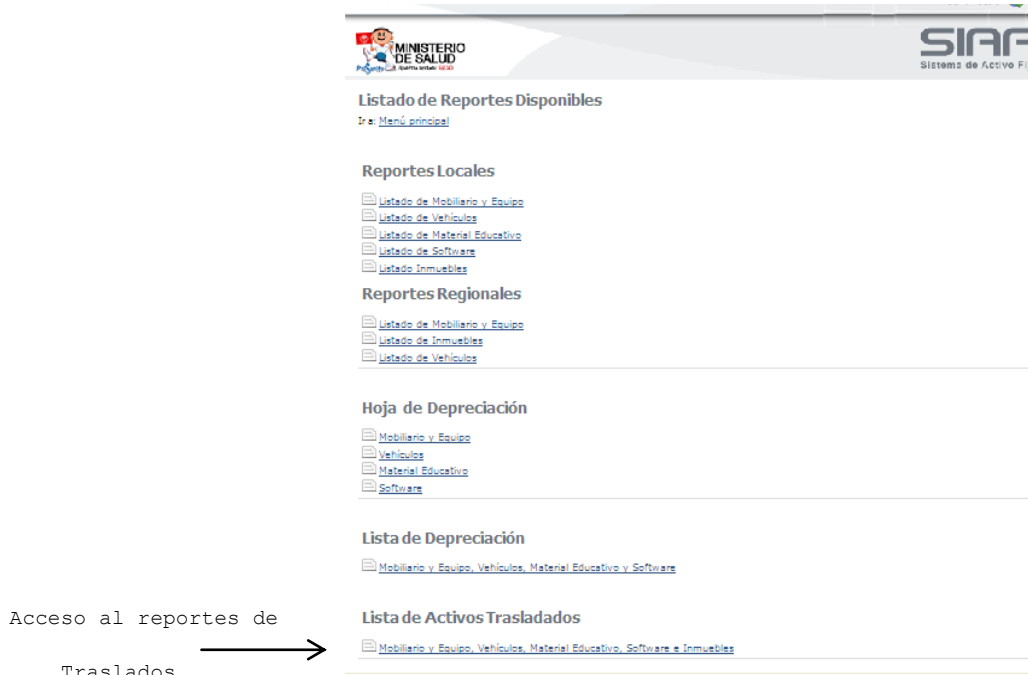 MINISTERIO
DE SALUD
SIAF
Sistema de Activo Fi
Listado de Reportes Disponibles
Ir a: Menú principal
Reportes Locales
Listado de Mobiliario y Equipo
Listado de Vehículos
Listado de Material Educativo
Listado de Software
Listado Inmuebles
Reportes Regionales
Listado de Mobiliario y Equipo
Listado de Inmuebles
Listado de Vehículos
Hoja de Depreciación
Mobiliario y Equipo
Vehículos
Material Educativo
Software
Lista de Depreciación
Mobiliario y Equipo, Vehículos, Material Educativo y Software
Acceso al reportes de
Traslados
Lista de Activos Trasladados
Mobiliario y Equipo, Vehículos, Material Educativo, Software e Inmuebles